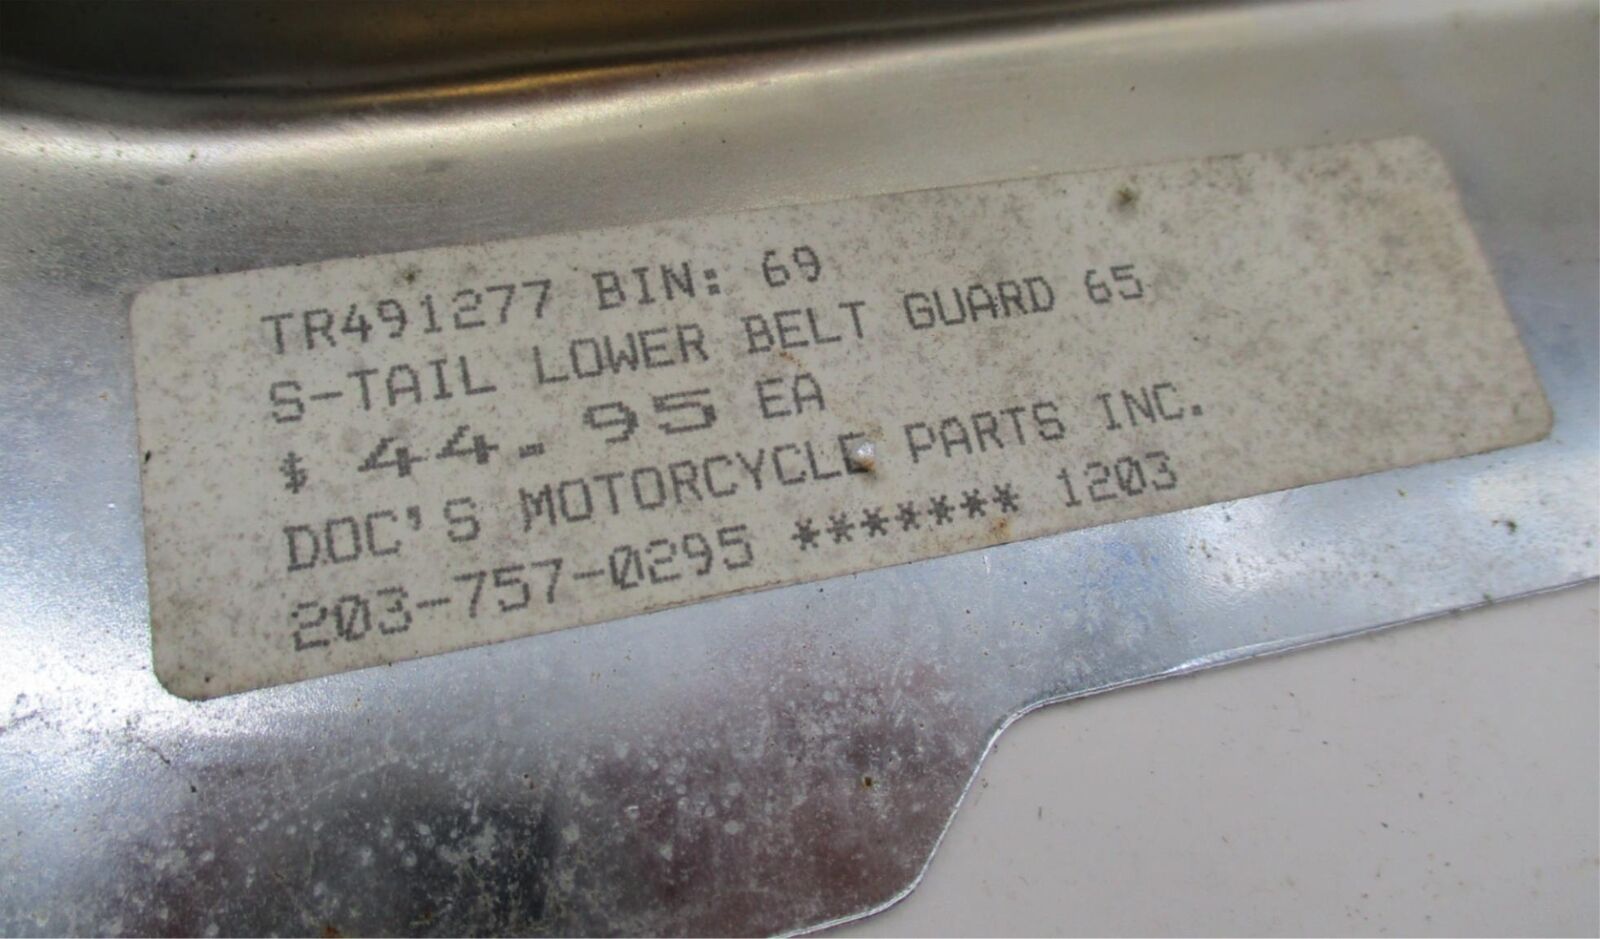 TR491277 BIN: 69
S-TAIL LOWER BELT GUARD 65
$ 44.95 EA
DOC'S MOTORCYCLE PARTS INC.
203-757-0295 ******* 1203